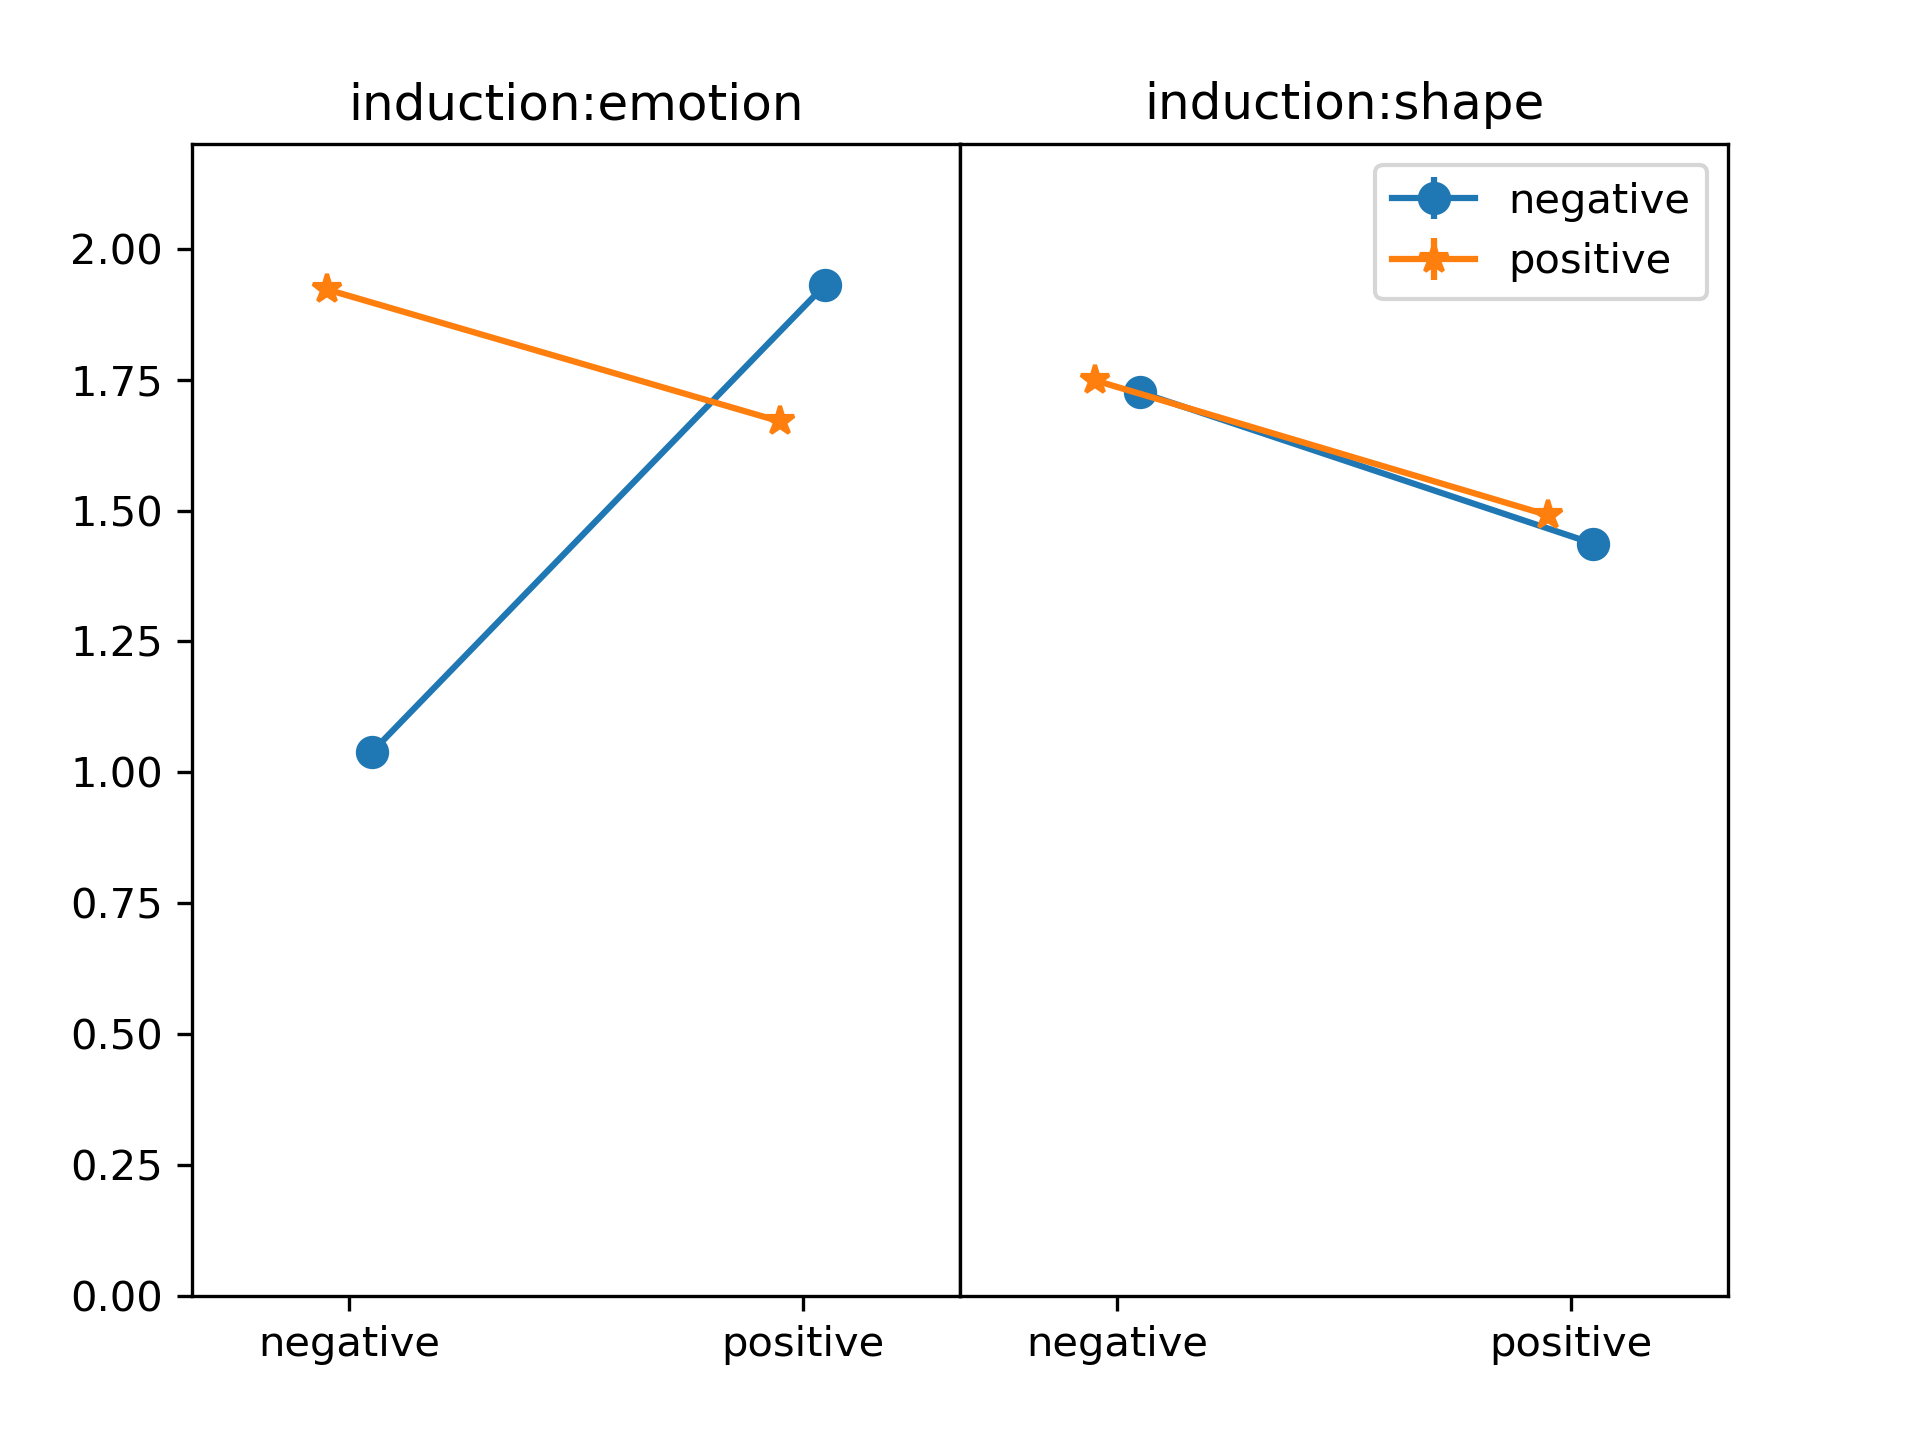 induction:emotion
induction:shape
negative
positive
2.00
1.75
1.50
1.25
1.00
0.75
0.50
0.25
0.00
negative
positive
negative
positive